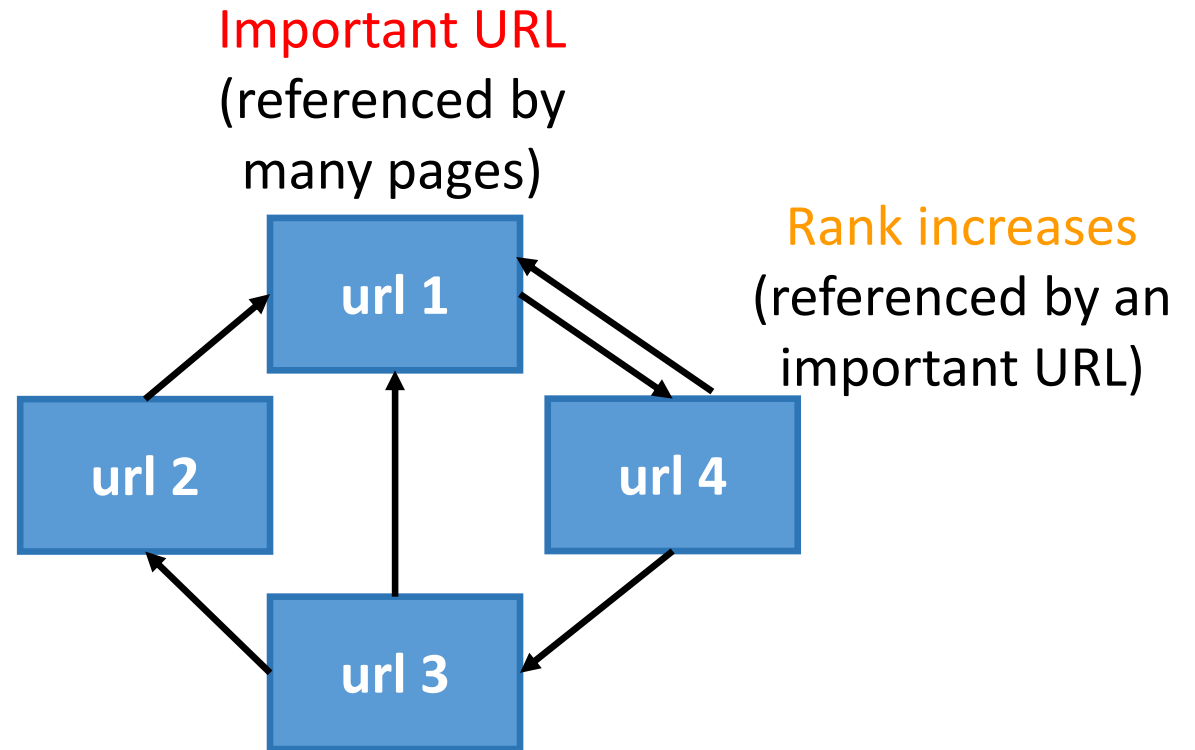 Important URL
(referenced by
many pages)
Rank increases
(referenced by an
important URL)
url 1
url 2
url 4
url 3